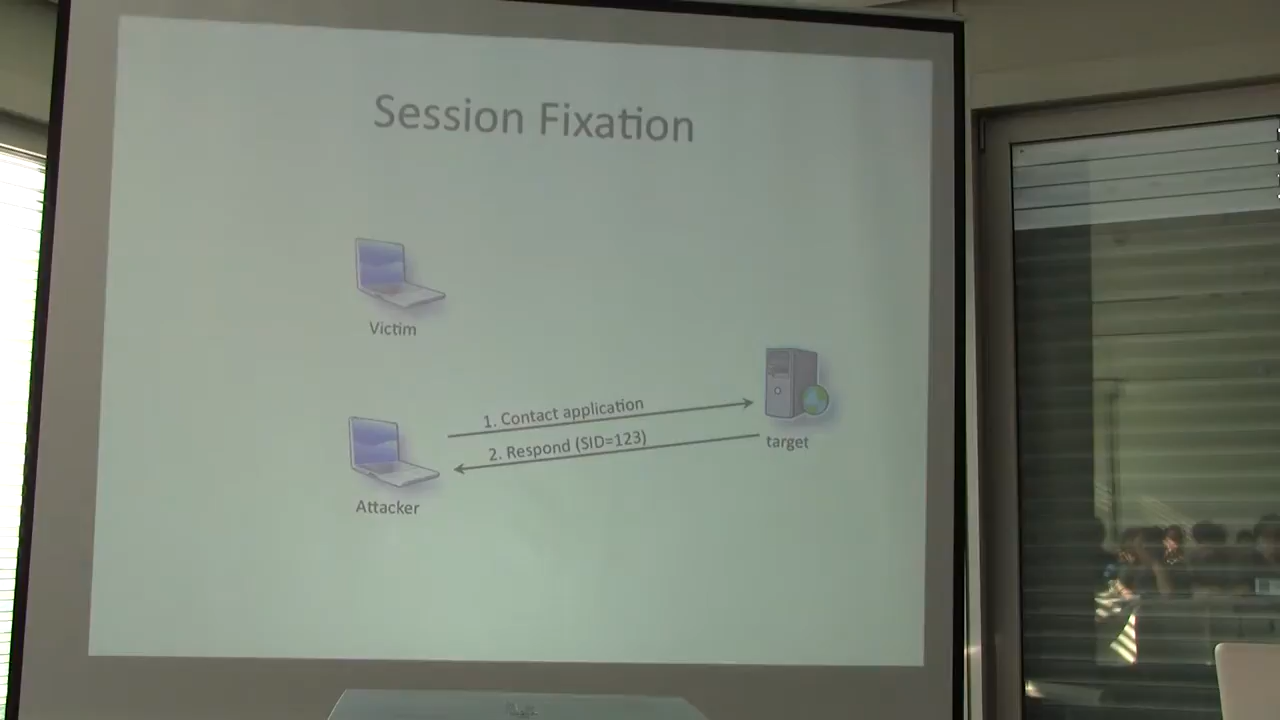 Session Fixation
Victim
1. Contact application
2. Respond (SID=123)
target
Attacker